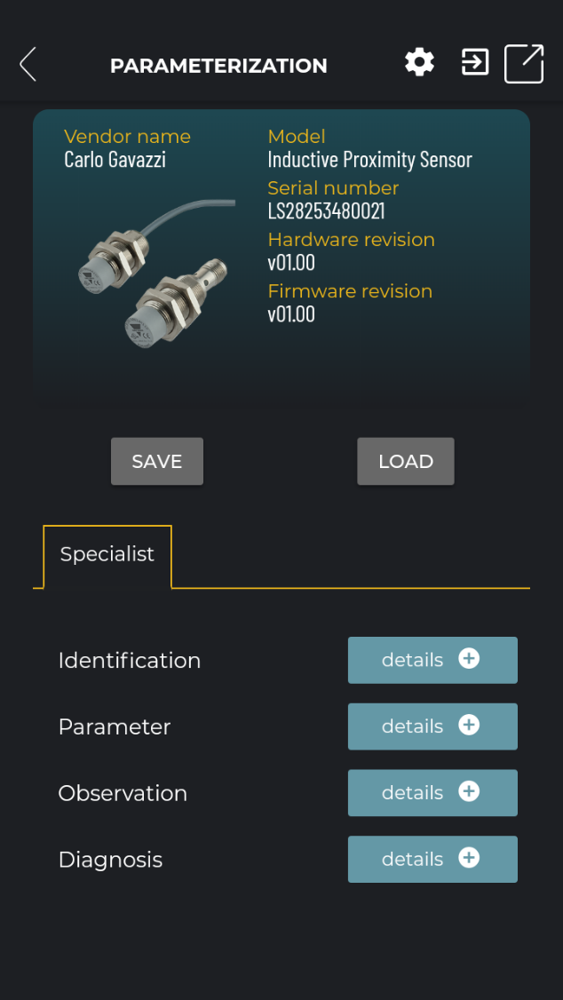 PARAMETERIZATION
Vendor name
Carlo Gavazzi
Model
Inductive Proximity Sensor
Serial number
LS28253480021
Hardware revision
v01.00
Firmware revision
v01.00
SAVE
LOAD
Specialist
Identification
details
Parameter
details
Observation
details
Diagnosis
details